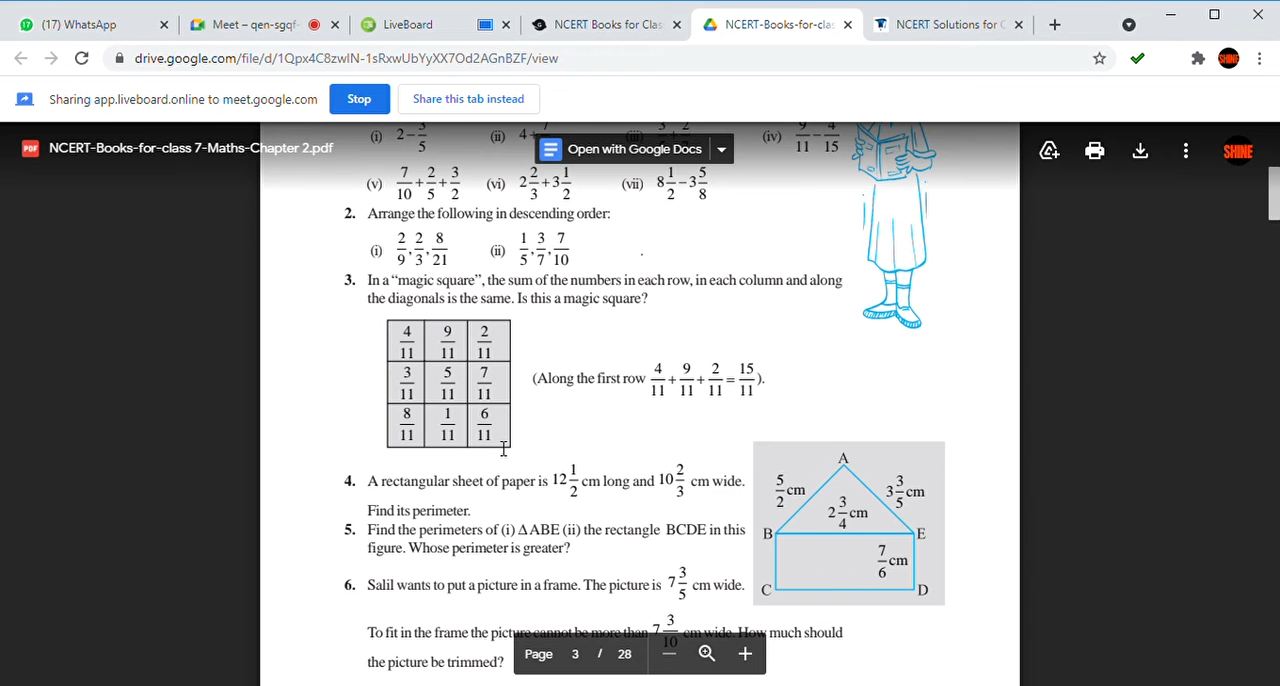 (17) WhatsApp
Meet – qen-sgqf-
LiveBoard
NCERT Books for Clas
NCERT-Books-for-clas
NCERT Solutions for C
drive.google.com/file/d/1Qpx4C8zwIN-1sRxwUbYyXX7Od2AGnBZF/view
SHINE
Sharing app.liveboard.online to meet.google.com
Stop
Share this tab instead
(i) 2 − 3/5 (ii) 4 + 7 (iii) 3 + 2 (iv) 9/11 − 4/15
PDF NCERT-Books-for-class 7-Maths-Chapter 2.pdf
Open with Google Docs
SHINE
(v) 7/10 + 2/5 + 3/2 (vi) 2 2/3 + 3 1/2 (vii) 8 1/2 − 3 5/8
2. Arrange the following in descending order:
(i) 2/9, 2/3, 8/21 (ii) 1/5, 3/7, 7/10
3. In a “magic square”, the sum of the numbers in each row, in each column and along
the diagonals is the same. Is this a magic square?
4/11 9/11 2/11
3/11 5/11 7/11
8/11 1/11 6/11
(Along the first row 4/11 + 9/11 + 2/11 = 15/11).
4. A rectangular sheet of paper is 12 1/2 cm long and 10 2/3 cm wide.
Find its perimeter.
5. Find the perimeters of (i) Δ ABE (ii) the rectangle BCDE in this
figure. Whose perimeter is greater?
A
5/2 cm
3 3/5 cm
2 3/4 cm
B
E
7/6 cm
C
D
6. Salil wants to put a picture in a frame. The picture is 7 3/5 cm wide.
To fit in the frame the picture cannot be more than 7 3/10 cm wide. How much should
the picture be trimmed?
Page 3 / 28